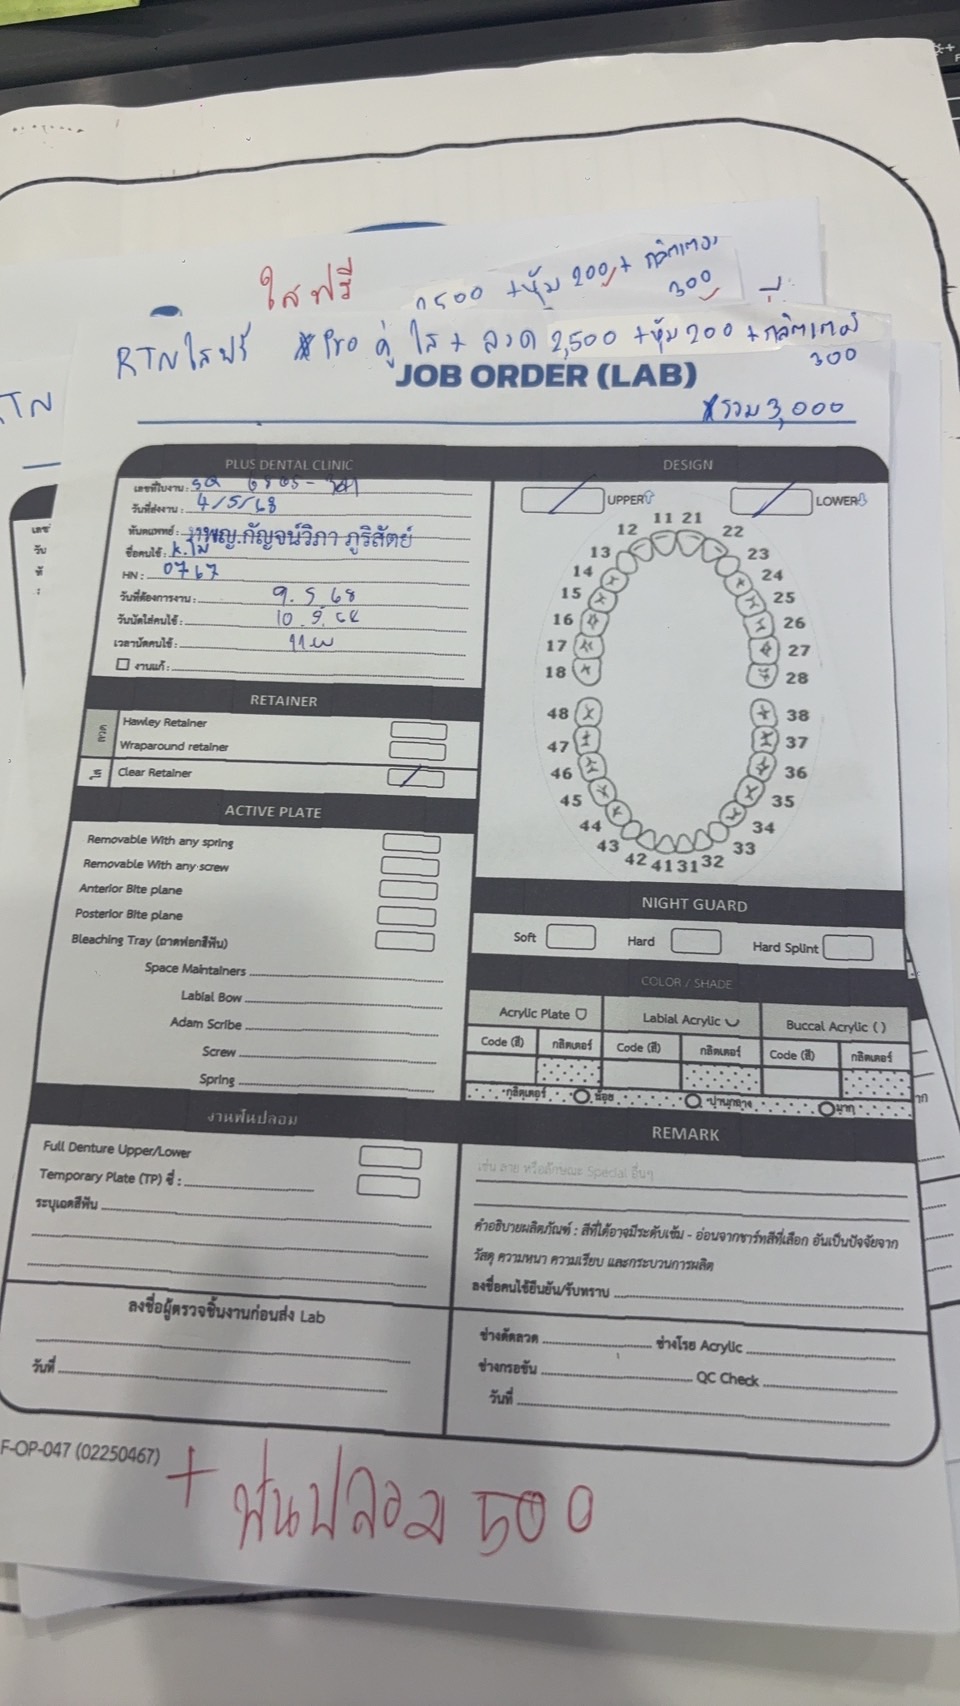 ใสฟรี
1500 +หุ้ม 200 + กลิตเตอร์
300
RTN
RTNใสฟรี *Pro คู่ ใส + ลวด 2,500 +หุ้ม 200 + กลิตเตอร์
300
JOB ORDER (LAB)
*รวม 3,000
PLUS DENTAL CLINIC
เลขที่ใบงาน : SQ 6805-
วันที่ส่งงาน : 4/5/68
ทันตแพทย์ : ทพญ.กัญจน์วิภา ภูริสัตย์
ชื่อคนไข้ : K.
HN : 0767
วันที่ต้องการงาน : 9.5.68
วันนัดใส่คนไข้ : 10.5.68
เวลานัดคนไข้ : 11
งานแก้ :
DESIGN
UPPER
LOWER
11 21
12 22
13 23
14 24
15 25
16 26
17 27
18 28
48 38
47 37
46 36
45 35
44 34
43 33
42 41 31 32
RETAINER
ลวด
Hawley Retainer
Wraparound retainer
ใส
Clear Retainer
ACTIVE PLATE
Removable With any spring
Removable With any screw
Anterior Bite plane
Posterior Bite plane
Bleaching Tray (ถาดฟอกสีฟัน)
Space Maintainers
Labial Bow
Adam Scribe
Screw
Spring
NIGHT GUARD
Soft Hard Hard Splint
COLOR / SHADE
Acrylic Plate Labial Acrylic Buccal Acrylic ( )
Code (สี) กลิตเตอร์ Code (สี) กลิตเตอร์ Code (สี) กลิตเตอร์
กลิตเตอร์ น้อย ปานกลาง มาก
งานฟันปลอม
Full Denture Upper/Lower
Temporary Plate (TP) ซี่ :
ระบุเฉดสีฟัน
REMARK
เช่น ลาย หรือลักษณะ Special อื่นๆ
คำอธิบายผลิตภัณฑ์ : สีที่ได้อาจมีระดับเข้ม - อ่อนจากชาร์ทสีที่เลือก อันเป็นปัจจัยจาก
วัสดุ ความหนา ความเรียบ และกระบวนการผลิต
ลงชื่อคนไข้ยืนยัน/รับทราบ
ลงชื่อผู้ตรวจชิ้นงานก่อนส่ง Lab
วันที่
ช่างดัดลวด ช่างโรย Acrylic
ช่างกรอขัน QC Check
วันที่
F-OP-047 (02250467)
+ ฟันปลอม 500